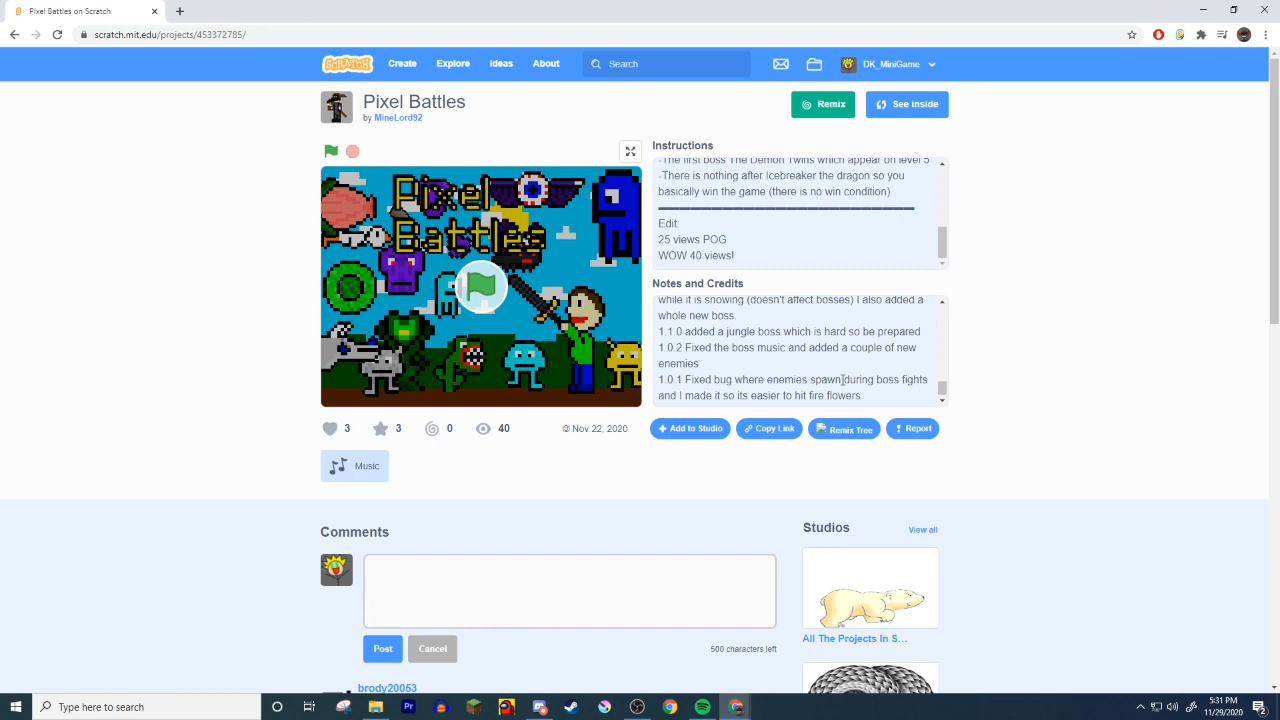 Pixel Battles on Scratch
scratch.mit.edu/projects/453372785/
SCRATCH
Create
Explore
Ideas
About
Search
DK_MiniGame
Pixel Battles
by MineLord92
Remix
See inside
Instructions
-The first boss The Demon Twins which appear on level 5
-There is nothing after Icebreaker the dragon so you
basically win the game (there is no win condition)
Edit:
25 views POG
WOW 40 views!
Pixel
Battles
Notes and Credits
while it is snowing (doesn't affect bosses) I also added a
whole new boss.
1.1.0 added a jungle boss which is hard so be prepared
1.0.2 Fixed the boss music and added a couple of new
enemies
1.0.1 Fixed bug where enemies spawn during boss fights
and I made it so its easier to hit fire flowers.
3
3
0
40
© Nov 22, 2020
Add to Studio
Copy Link
Remix Tree
Report
Music
Comments
Studios
View all
Post
Cancel
500 characters left
All The Projects In S...
brody20053
Type here to search
Pr
5:31 PM
11/29/2020
2